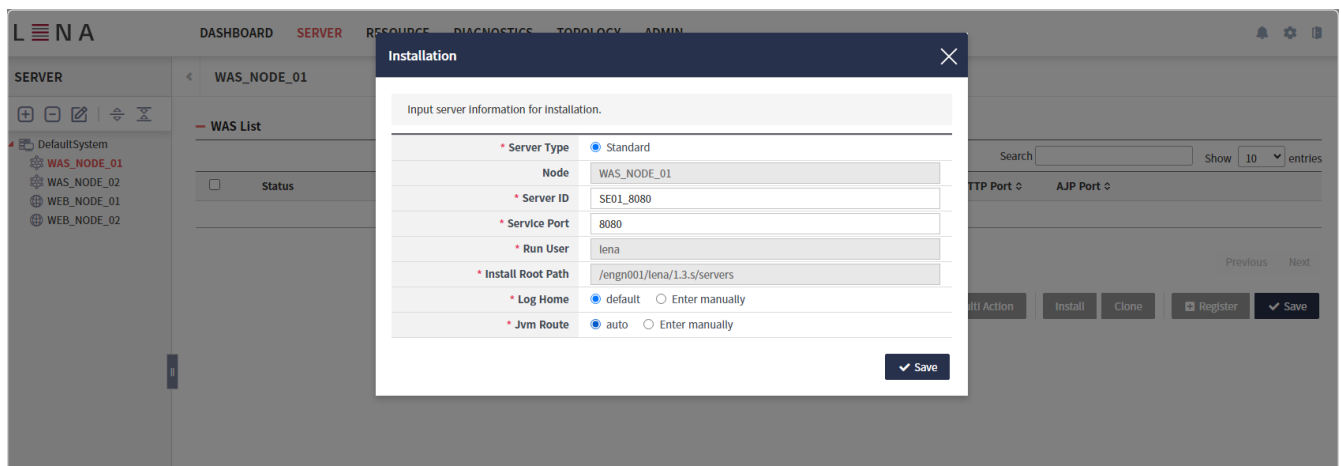 LENA
DASHBOARD SERVER RESOURCE DIAGNOSTICS TOPOLOGY ADMIN
SERVER
WAS_NODE_01
Installation
Input server information for installation.
DefaultSystem
WAS_NODE_01
WAS_NODE_02
WEB_NODE_01
WEB_NODE_02
WAS List
Search
Show 10 entries
Status
TTP Port
AJP Port
* Server Type Standard
Node WAS_NODE_01
* Server ID SE01_8080
* Service Port 8080
* Run User lena
* Install Root Path /engn001/lena/1.3.s/servers
* Log Home default Enter manually
* Jvm Route auto Enter manually
Save
Previous Next
lti Action Install Clone Register Save